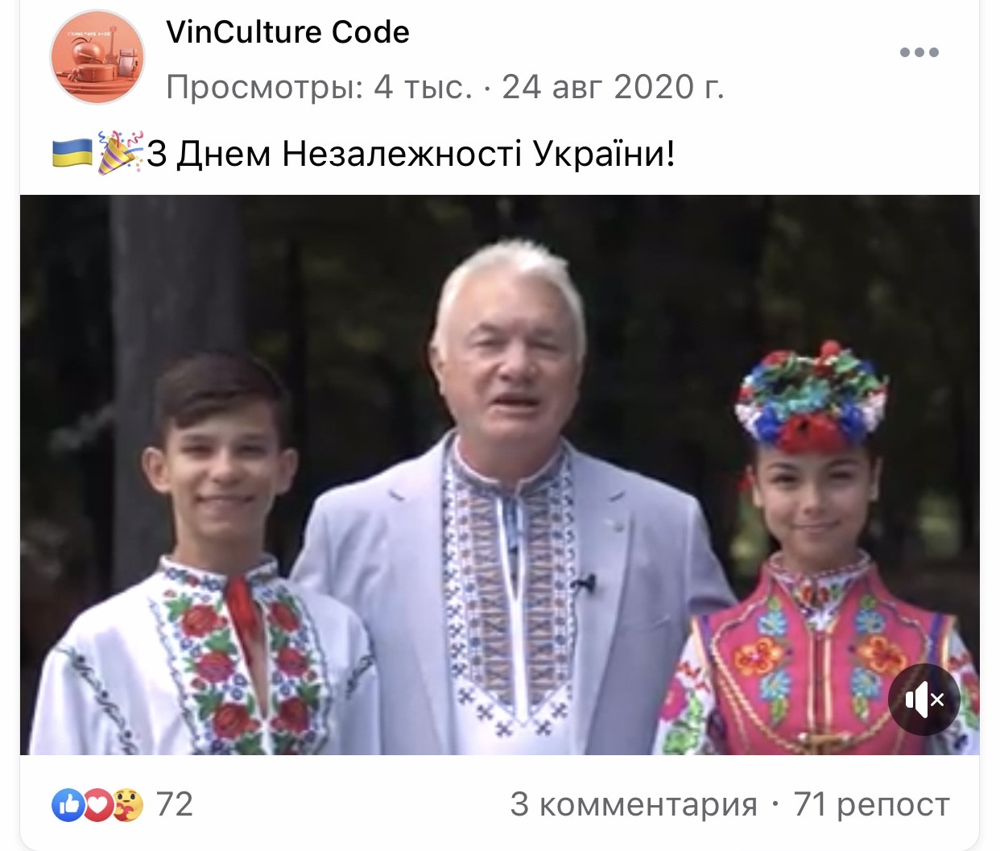 VinCulture Code
Просмотры: 4 тыс. · 24 авг 2020 г.
🇺🇦🎉З Днем Незалежності України!
72
3 комментария · 71 репост